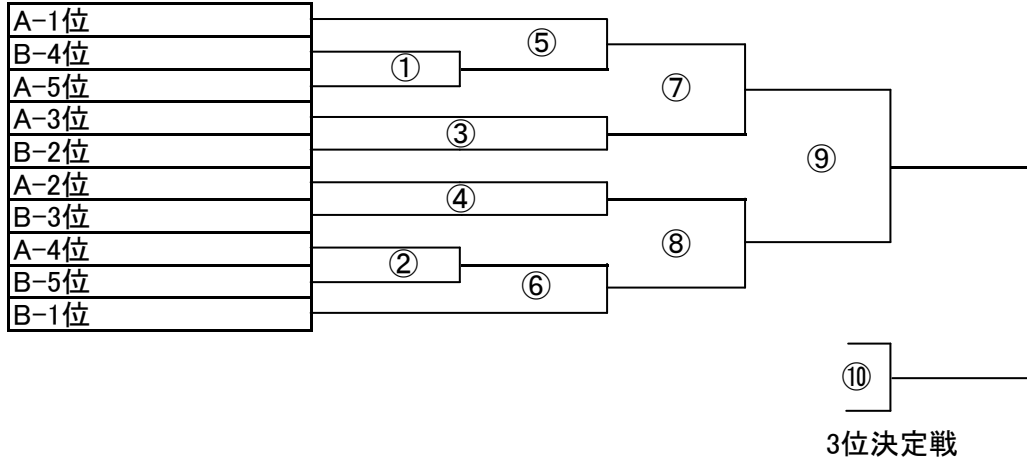 A-1位
B-4位
A-5位
A-3位
B-2位
A-2位
B-3位
A-4位
B-5位
B-1位
①
②
③
④
⑤
⑥
⑦
⑧
⑨
⑩
3位決定戦